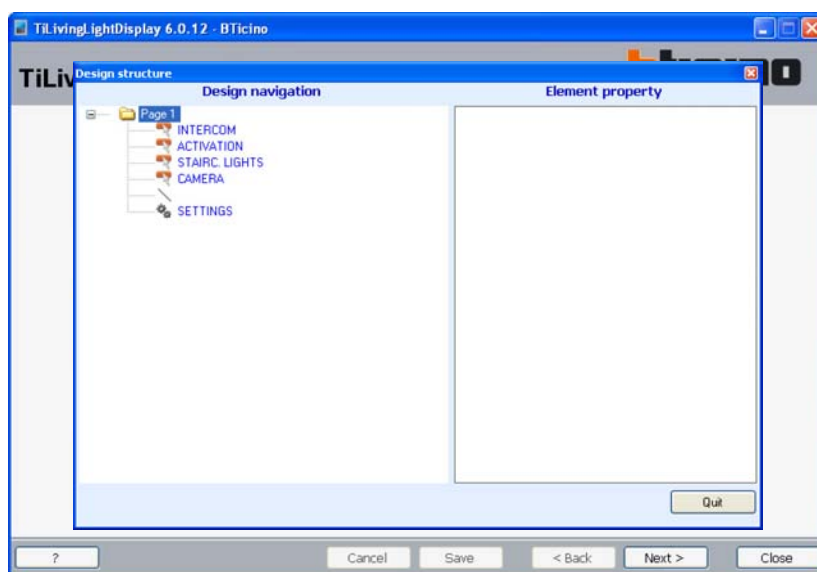 TiLivingLightDisplay 6.0.12 - BTicino
TiLiv
Design structure
Design navigation
Element property
Page 1
INTERCOM
ACTIVATION
STAIRC. LIGHTS
CAMERA
SETTINGS
Quit
?
Cancel
Save
< Back
Next >
Close